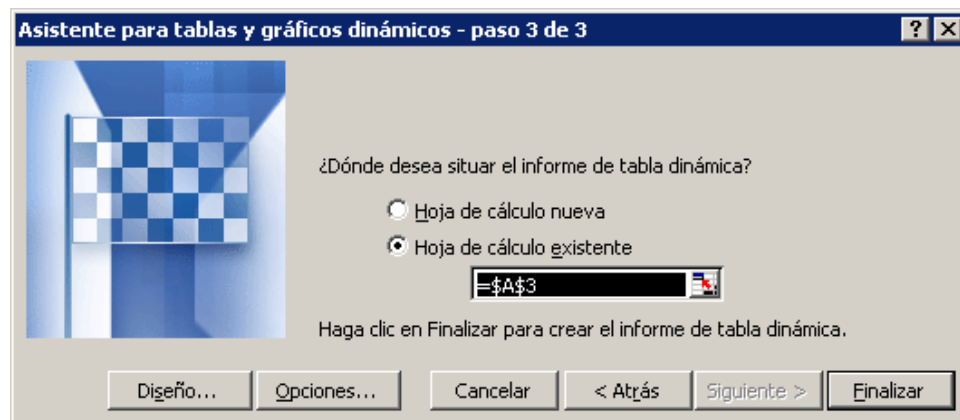 Asistente para tablas y gráficos dinámicos - paso 3 de 3
¿Dónde desea situar el informe de tabla dinámica?
Hoja de cálculo nueva
Hoja de cálculo existente
=$A$3
Haga clic en Finalizar para crear el informe de tabla dinámica.
Diseño... Opciones... Cancelar < Atrás Siguiente > Finalizar